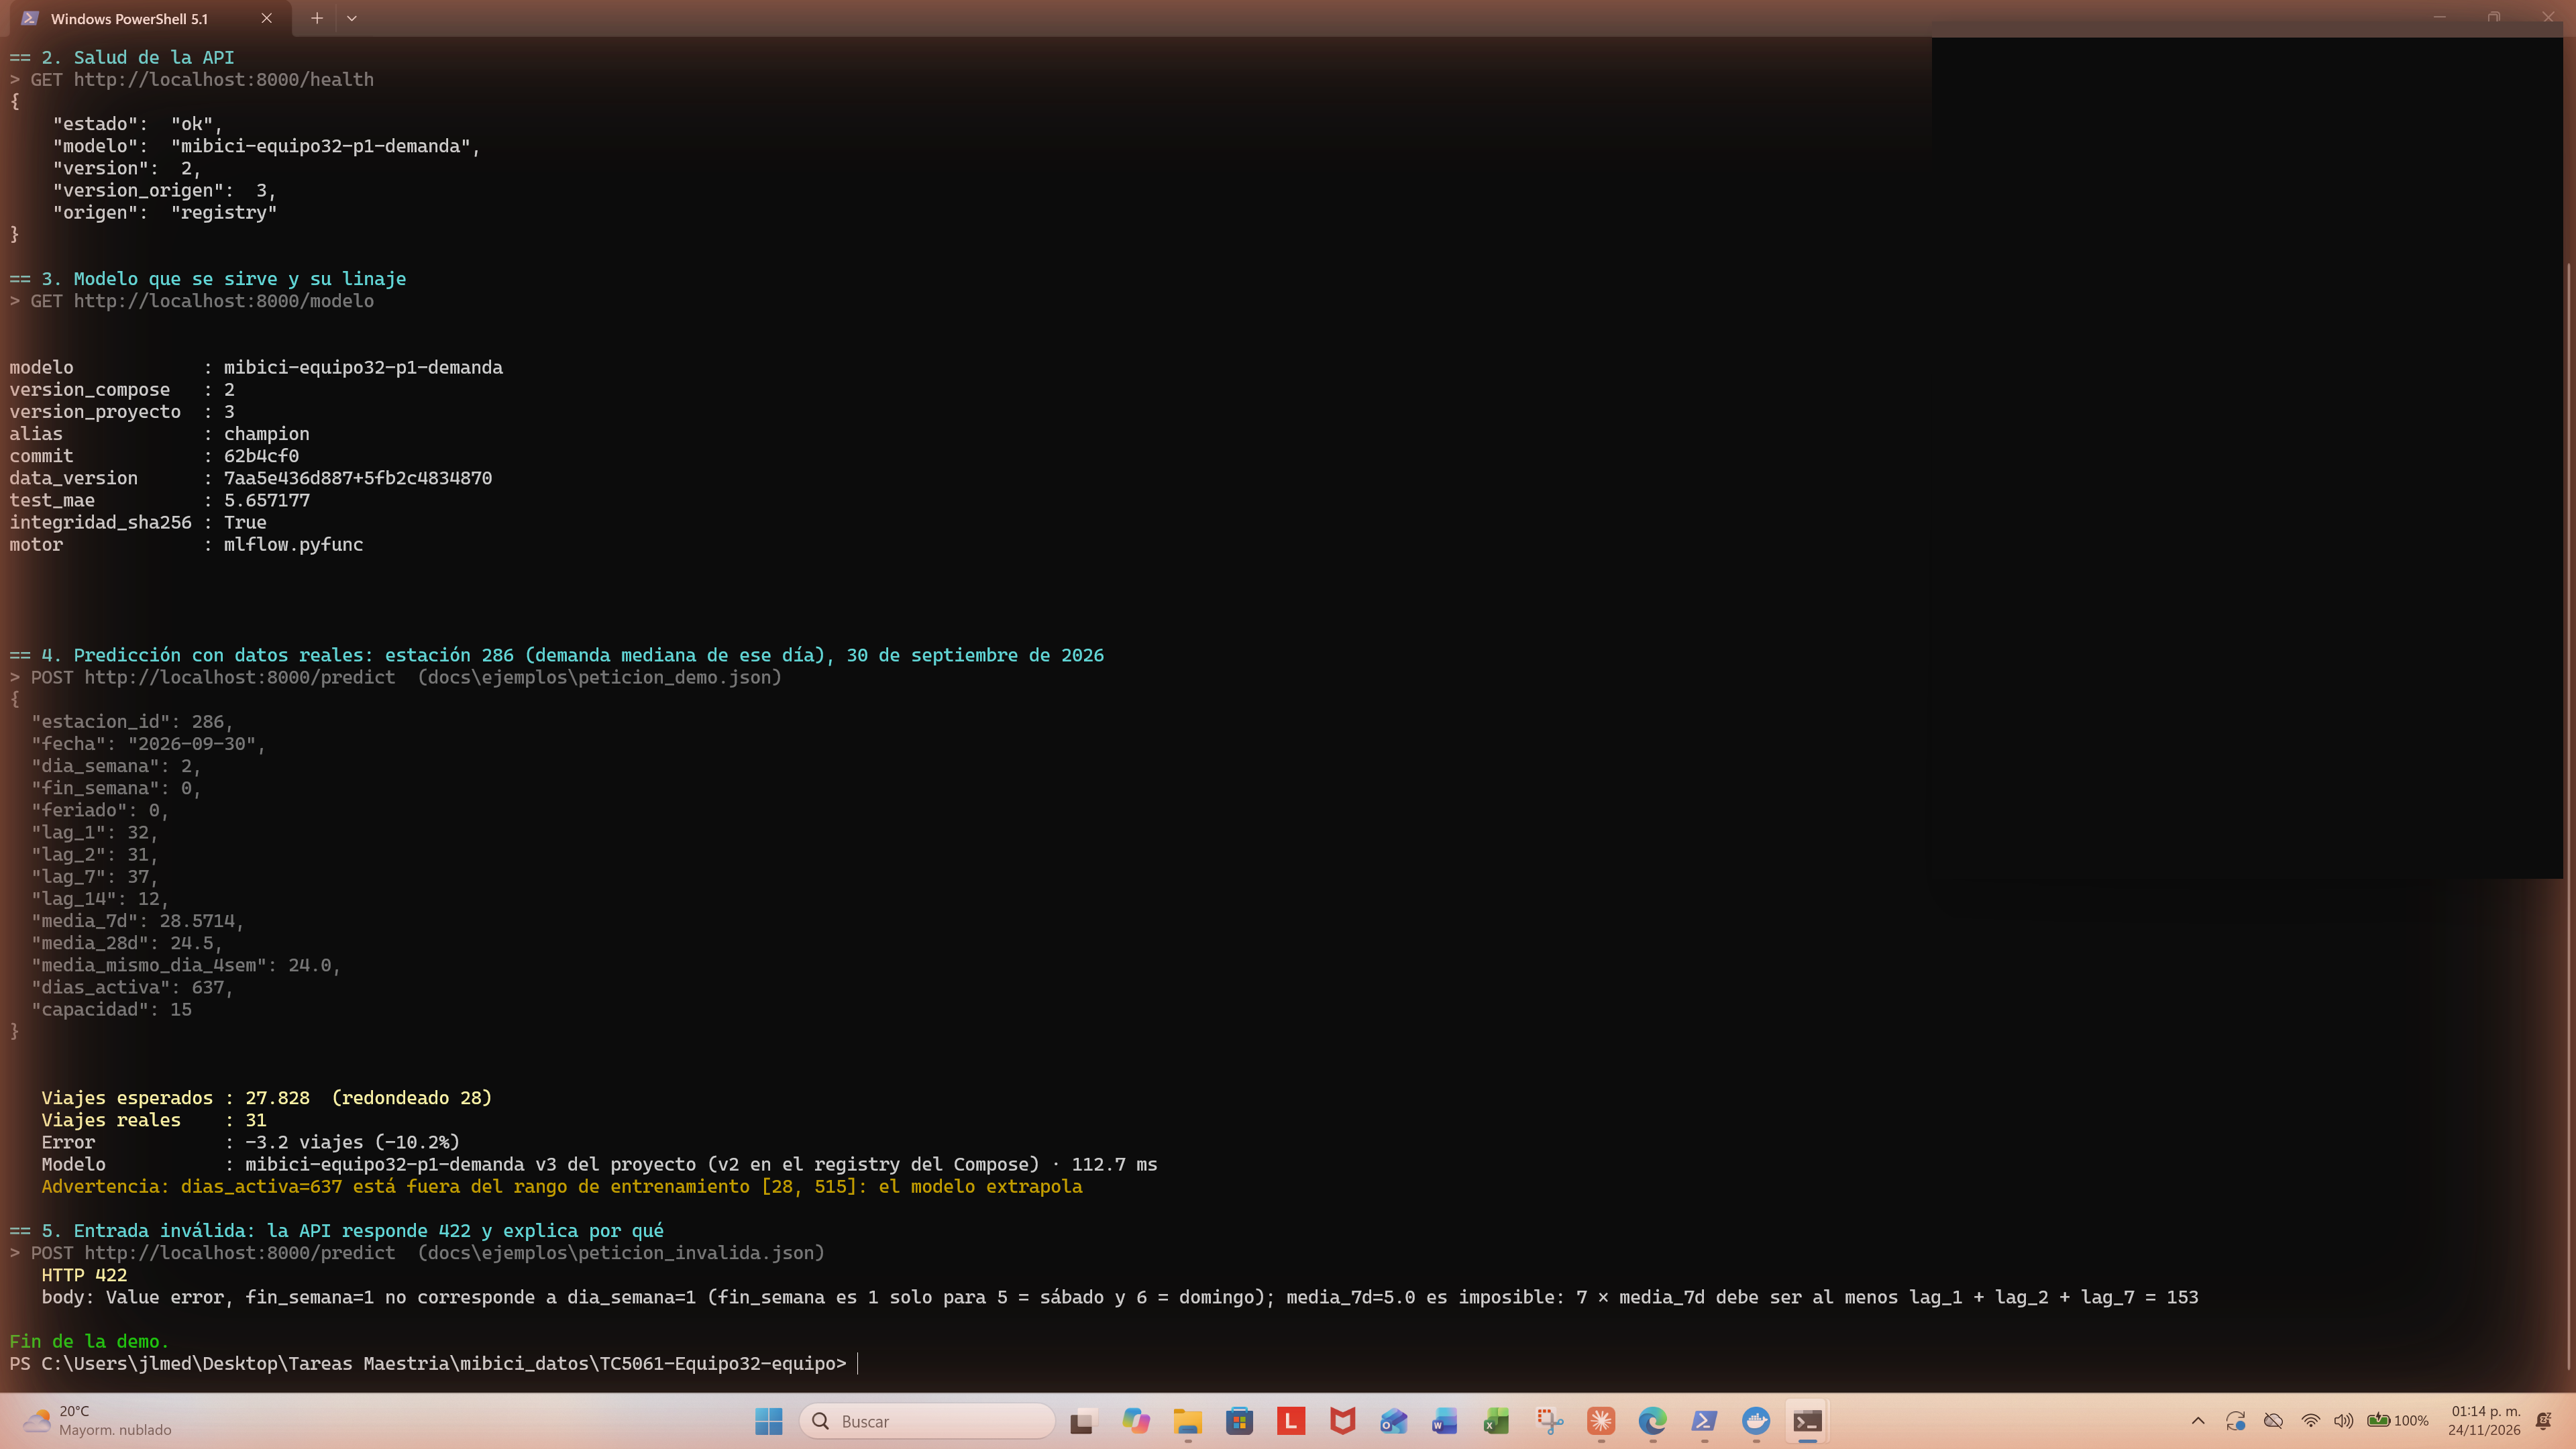 Windows PowerShell 5.1
== 2. Salud de la API
> GET http://localhost:8000/health
{
"estado": "ok",
"modelo": "mibici-equipo32-p1-demanda",
"version": 2,
"version_origen": 3,
"origen": "registry"
}
== 3. Modelo que se sirve y su linaje
> GET http://localhost:8000/modelo
modelo : mibici-equipo32-p1-demanda
version_compose : 2
version_proyecto : 3
alias : champion
commit : 62b4cf0
data_version : 7aa5e436d887+5fb2c4834870
test_mae : 5.657177
integridad_sha256 : True
motor : mlflow.pyfunc
== 4. Predicción con datos reales: estación 286 (demanda mediana de ese día), 30 de septiembre de 2026
> POST http://localhost:8000/predict (docs\ejemplos\peticion_demo.json)
{
"estacion_id": 286,
"fecha": "2026-09-30",
"dia_semana": 2,
"fin_semana": 0,
"feriado": 0,
"lag_1": 32,
"lag_2": 31,
"lag_7": 37,
"lag_14": 12,
"media_7d": 28.5714,
"media_28d": 24.5,
"media_mismo_dia_4sem": 24.0,
"dias_activa": 637,
"capacidad": 15
}
Viajes esperados : 27.828 (redondeado 28)
Viajes reales : 31
Error : -3.2 viajes (-10.2%)
Modelo : mibici-equipo32-p1-demanda v3 del proyecto (v2 en el registry del Compose) · 112.7 ms
Advertencia: dias_activa=637 está fuera del rango de entrenamiento [28, 515]: el modelo extrapola
== 5. Entrada inválida: la API responde 422 y explica por qué
> POST http://localhost:8000/predict (docs\ejemplos\peticion_invalida.json)
HTTP 422
body: Value error, fin_semana=1 no corresponde a dia_semana=1 (fin_semana es 1 solo para 5 = sábado y 6 = domingo); media_7d=5.0 es imposible: 7 × media_7d debe ser al menos lag_1 + lag_2 + lag_7 = 153
Fin de la demo.
PS C:\Users\jlmed\Desktop\Tareas Maestria\mibici_datos\TC5061-Equipo32-equipo>
20°C
Mayorm. nublado
Buscar
100%
01:14 p. m.
24/11/2026